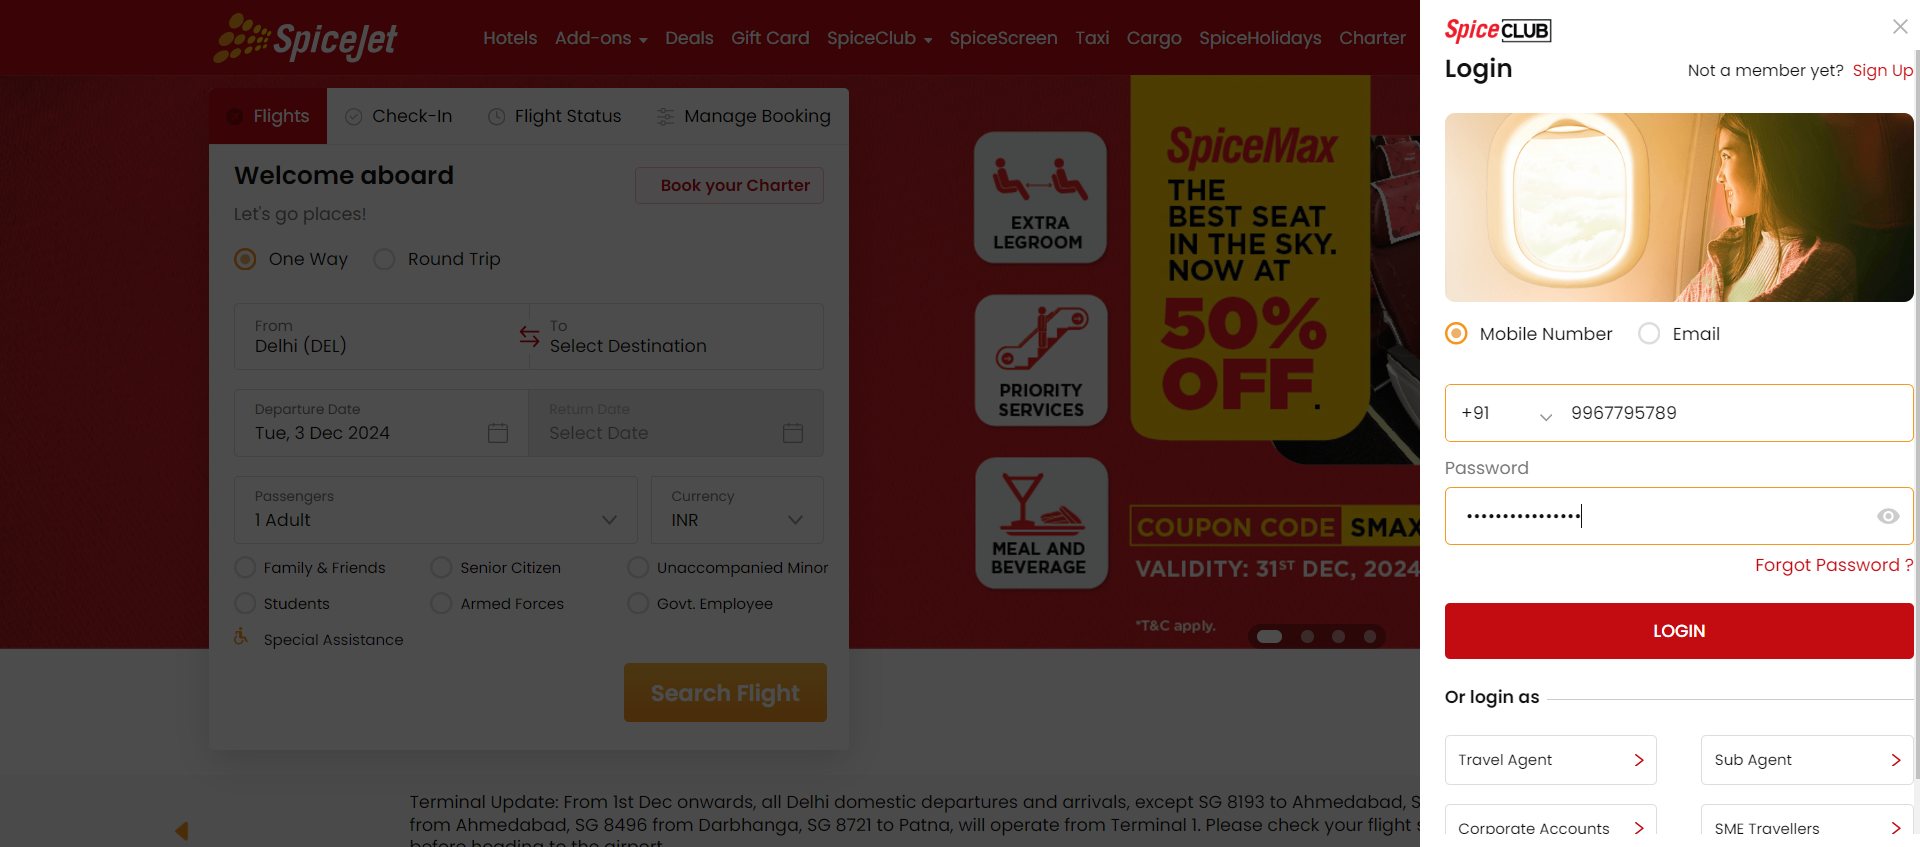 SpiceJet
Hotels Add-ons Deals Gift Card SpiceClub SpiceScreen Taxi Cargo SpiceHolidays Charter
Flights Check-In Flight Status Manage Booking
Welcome aboard
Book your Charter
Let's go places!
One Way Round Trip
From
Delhi (DEL)
To
Select Destination
Departure Date
Tue, 3 Dec 2024
Return Date
Select Date
Passengers
1 Adult
Currency
INR
Family & Friends Senior Citizen Unaccompanied Minor
Students Armed Forces Govt. Employee
Special Assistance
Search Flight
EXTRA
LEGROOM
PRIORITY
SERVICES
MEAL AND
BEVERAGE
SpiceMax
THE
BEST SEAT
IN THE SKY.
NOW AT
50%
OFF.
COUPON CODE SMAX
VALIDITY: 31ST DEC, 2024
*T&C apply.
Terminal Update: From 1st Dec onwards, all Delhi domestic departures and arrivals, except SG 8193 to Ahmedabad, S
from Ahmedabad, SG 8496 from Darbhanga, SG 8721 to Patna, will operate from Terminal 1. Please check your flight s
before heading to the airport.
SpiceCLUB
Login
Not a member yet? Sign Up
Mobile Number Email
+91 9967795789
Password
••••••••••••••••
Forgot Password ?
LOGIN
Or login as
Travel Agent Sub Agent
Corporate Accounts SME Travellers